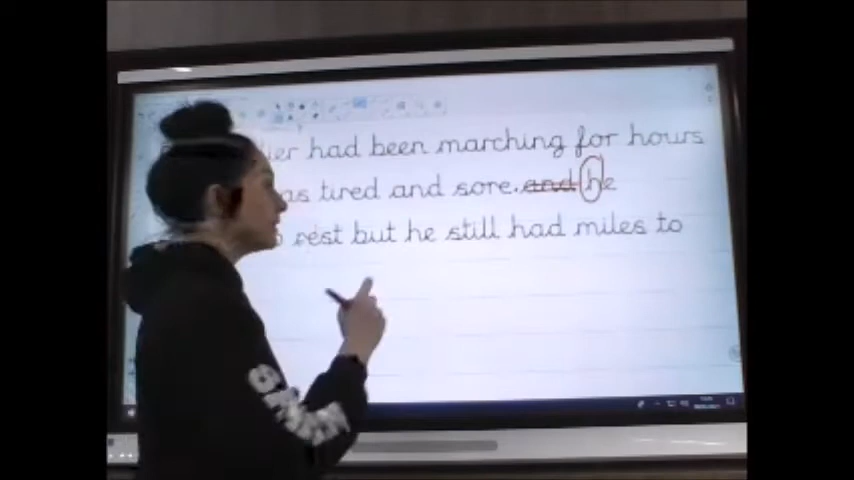 had been marching for hours
tired and sore. and he
rest but he still had miles to